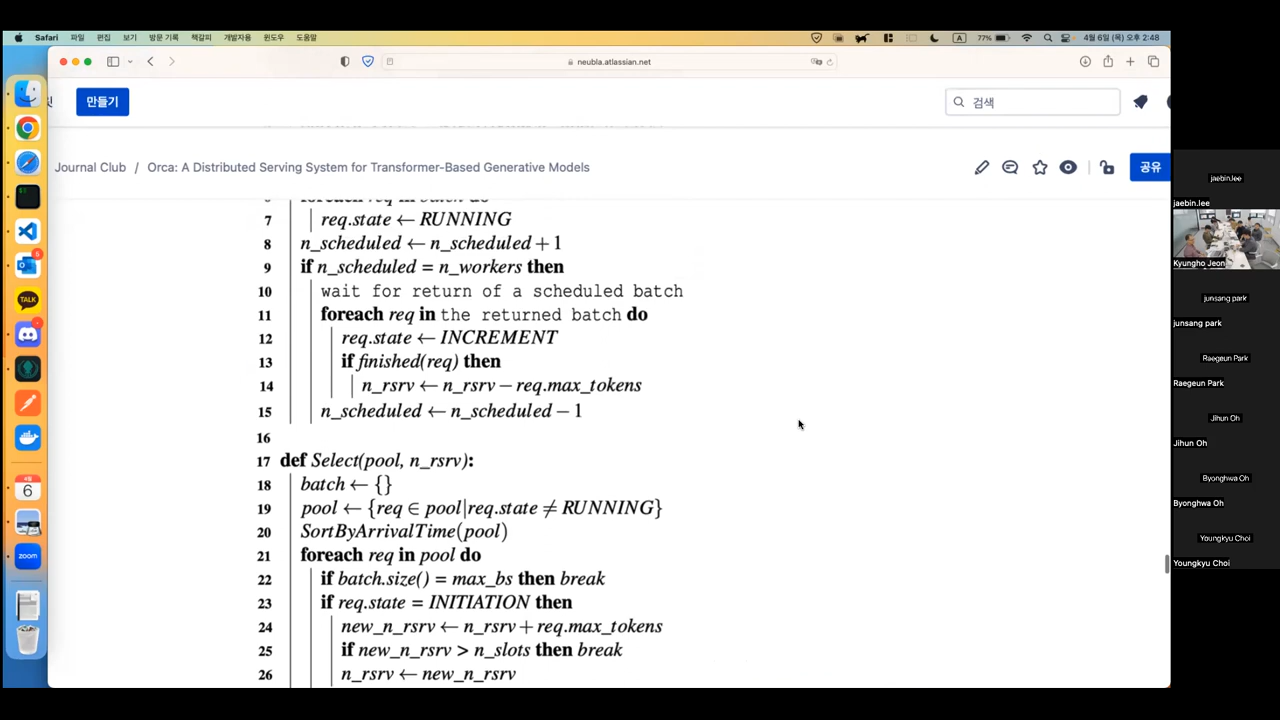 Safari 파일 편집 보기 방문 기록 책갈피 개발자용 윈도우 도움말
A 77% 4월 6일 (목) 오후 2:48
neubla.atlassian.net
만들기
검색
Journal Club / Orca: A Distributed Serving System for Transformer-Based Generative Models
공유
7 req.state ← RUNNING
8 n_scheduled ← n_scheduled + 1
9 if n_scheduled = n_workers then
10 wait for return of a scheduled batch
11 foreach req in the returned batch do
12 req.state ← INCREMENT
13 if finished(req) then
14 n_rsrv ← n_rsrv − req.max_tokens
15 n_scheduled ← n_scheduled − 1
16
17 def Select(pool, n_rsrv):
18 batch ← {}
19 pool ← {req ∈ pool|req.state ≠ RUNNING}
20 SortByArrivalTime(pool)
21 foreach req in pool do
22 if batch.size() = max_bs then break
23 if req.state = INITIATION then
24 new_n_rsrv ← n_rsrv + req.max_tokens
25 if new_n_rsrv > n_slots then break
26 n_rsrv ← new_n_rsrv
TALK
6
zoom
jaebin.lee
jaebin.lee
Kyungho Jeon
junsang park
junsang park
Raegeun Park
Raegeun Park
Jihun Oh
Jihun Oh
Byonghwa Oh
Byonghwa Oh
Youngkyu Choi
Youngkyu Choi